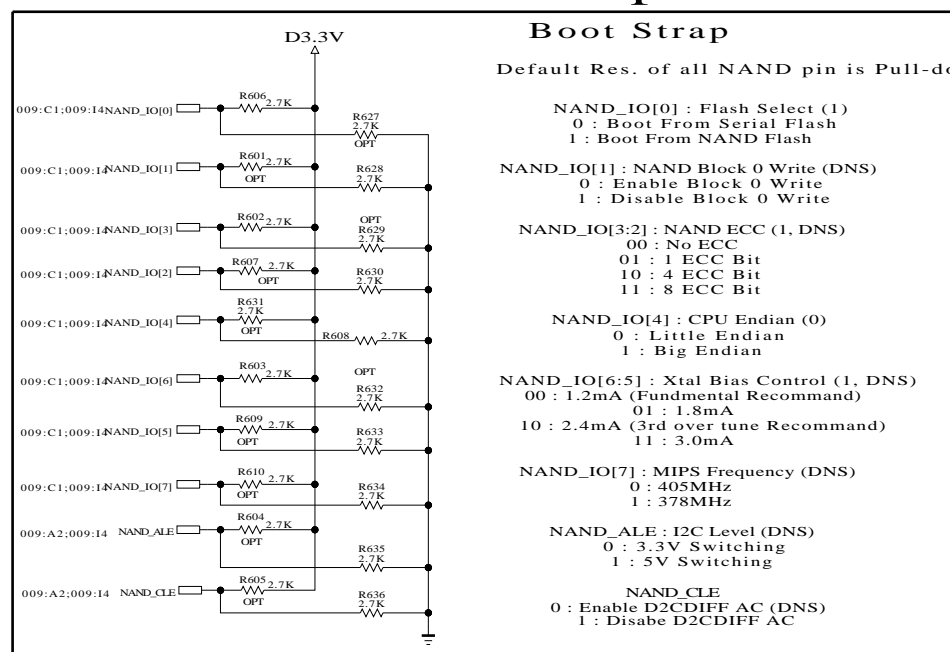 Boot Strap
D3.3V
Default Res. of all NAND pin is Pull-do
009:C1;009:I4 NAND_IO[0]
R606
2.7K
R627
2.7K
OPT
009:C1;009:I4 NAND_IO[1]
R601
2.7K
OPT
R628
2.7K
009:C1;009:I4 NAND_IO[3]
R602
2.7K
OPT
R629
2.7K
009:C1;009:I4 NAND_IO[2]
R607
2.7K
OPT
R630
2.7K
009:C1;009:I4 NAND_IO[4]
R631
2.7K
OPT
R608 2.7K
009:C1;009:I4 NAND_IO[6]
R603
2.7K
OPT
R632
2.7K
009:C1;009:I4 NAND_IO[5]
R609
2.7K
OPT
R633
2.7K
009:C1;009:I4 NAND_IO[7]
R610
2.7K
R634
2.7K
009:A2;009:I4 NAND_ALE
R604
2.7K
OPT
R635
2.7K
009:A2;009:I4 NAND_CLE
R605
2.7K
OPT
R636
2.7K
NAND_IO[0] : Flash Select (1)
0 : Boot From Serial Flash
1 : Boot From NAND Flash
NAND_IO[1] : NAND Block 0 Write (DNS)
0 : Enable Block 0 Write
1 : Disable Block 0 Write
NAND_IO[3:2] : NAND ECC (1, DNS)
00 : No ECC
01 : 1 ECC Bit
10 : 4 ECC Bit
11 : 8 ECC Bit
NAND_IO[4] : CPU Endian (0)
0 : Little Endian
1 : Big Endian
NAND_IO[6:5] : Xtal Bias Control (1, DNS)
00 : 1.2mA (Fundmental Recommand)
01 : 1.8mA
10 : 2.4mA (3rd over tune Recommand)
11 : 3.0mA
NAND_IO[7] : MIPS Frequency (DNS)
0 : 405MHz
1 : 378MHz
NAND_ALE : I2C Level (DNS)
0 : 3.3V Switching
1 : 5V Switching
NAND_CLE
0 : Enable D2CDIFF AC (DNS)
1 : Disabe D2CDIFF AC